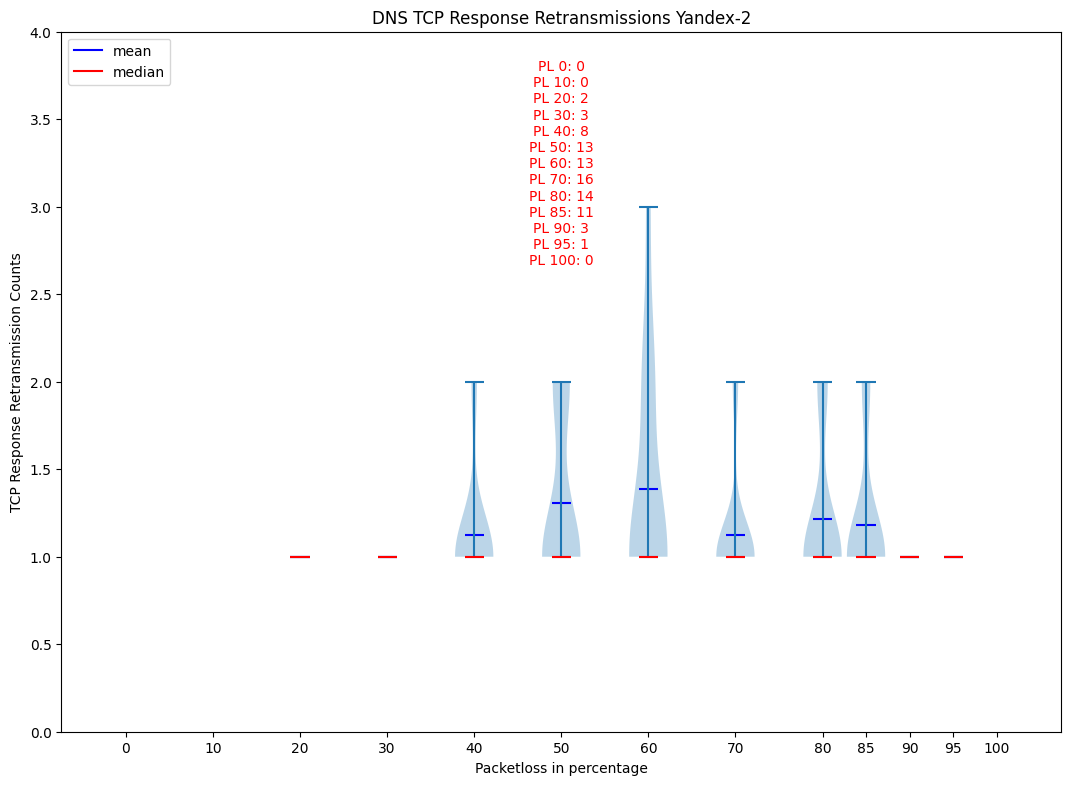 DNS TCP Response Retransmissions Yandex-2
mean
median
PL 0: 0
PL 10: 0
PL 20: 2
PL 30: 3
PL 40: 8
PL 50: 13
PL 60: 13
PL 70: 16
PL 80: 14
PL 85: 11
PL 90: 3
PL 95: 1
PL 100: 0
TCP Response Retransmission Counts
4.0
3.5
3.0
2.5
2.0
1.5
1.0
0.5
0.0
0 10 20 30 40 50 60 70 80 85 90 95 100
Packetloss in percentage